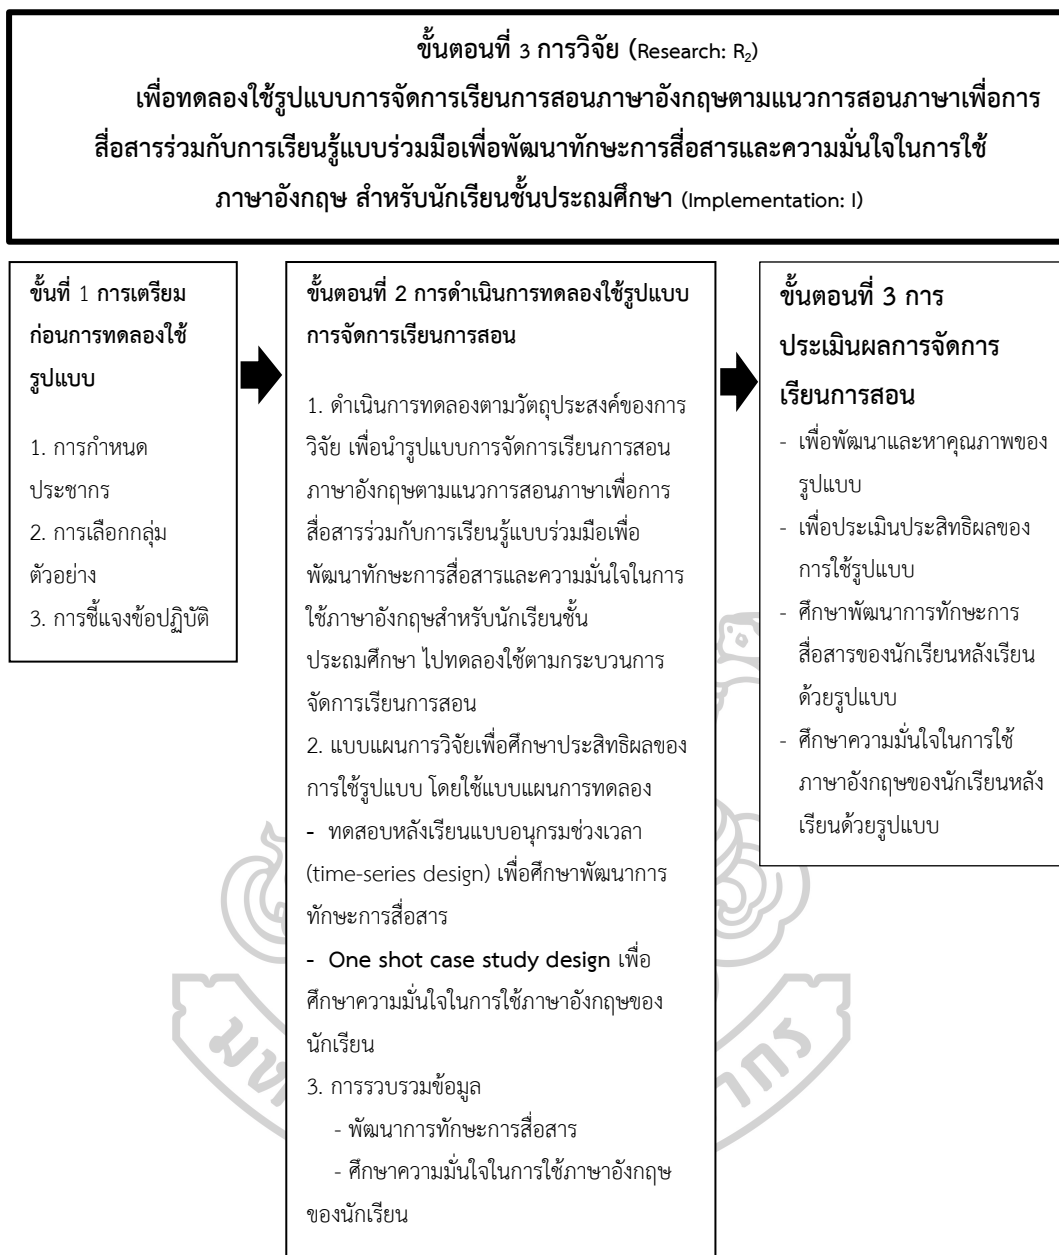 ขั้นตอนที่ 3 การวิจัย (Research: R₂)
เพื่อทดลองใช้รูปแบบการจัดการเรียนการสอนภาษาอังกฤษตามแนวการสอนภาษาเพื่อการ
สื่อสารร่วมกับการเรียนรู้แบบร่วมมือเพื่อพัฒนาทักษะการสื่อสารและความมั่นใจในการใช้
ภาษาอังกฤษ สำหรับนักเรียนชั้นประถมศึกษา (Implementation: I)
ขั้นที่ 1 การเตรียม
ก่อนการทดลองใช้
รูปแบบ
1. การกำหนด
ประชากร
2. การเลือกกลุ่ม
ตัวอย่าง
3. การชี้แจงข้อปฏิบัติ
ขั้นตอนที่ 2 การดำเนินการทดลองใช้รูปแบบ
การจัดการเรียนการสอน
1. ดำเนินการทดลองตามวัตถุประสงค์ของการ
วิจัย เพื่อนำรูปแบบการจัดการเรียนการสอน
ภาษาอังกฤษตามแนวการสอนภาษาเพื่อการ
สื่อสารร่วมกับการเรียนรู้แบบร่วมมือเพื่อ
พัฒนาทักษะการสื่อสารและความมั่นใจในการ
ใช้ภาษาอังกฤษสำหรับนักเรียนชั้น
ประถมศึกษา ไปทดลองใช้ตามกระบวนการ
จัดการเรียนการสอน
2. แบบแผนการวิจัยเพื่อศึกษาประสิทธิผลของ
การใช้รูปแบบ โดยใช้แบบแผนการทดลอง
- ทดสอบหลังเรียนแบบอนุกรมช่วงเวลา
(time-series design) เพื่อศึกษาพัฒนาการ
ทักษะการสื่อสาร
- One shot case study design เพื่อ
ศึกษาความมั่นใจในการใช้ภาษาอังกฤษของ
นักเรียน
3. การรวบรวมข้อมูล
- พัฒนาการทักษะการสื่อสาร
- ศึกษาความมั่นใจในการใช้ภาษาอังกฤษ
ของนักเรียน
ขั้นตอนที่ 3 การ
ประเมินผลการจัดการ
เรียนการสอน
- เพื่อพัฒนาและหาคุณภาพของ
รูปแบบ
- เพื่อประเมินประสิทธิผลของ
การใช้รูปแบบ
- ศึกษาพัฒนาการทักษะการ
สื่อสารของนักเรียนหลังเรียน
ด้วยรูปแบบ
- ศึกษาความมั่นใจในการใช้
ภาษาอังกฤษของนักเรียนหลัง
เรียนด้วยรูปแบบ